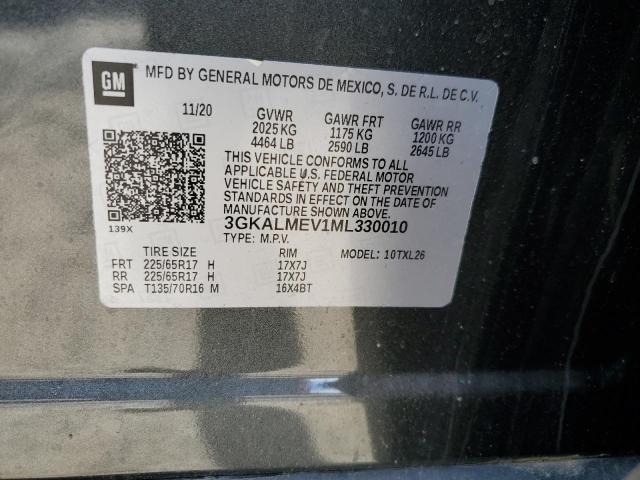 GM
MFD BY GENERAL MOTORS DE MEXICO, S. DE R.L. DE C.V.
11/20 GVWR GAWR FRT GAWR RR
2025 KG 1175 KG 1200 KG
4464 LB 2590 LB 2645 LB
THIS VEHICLE CONFORMS TO ALL
APPLICABLE U.S. FEDERAL MOTOR
VEHICLE SAFETY AND THEFT PREVENTION
STANDARDS IN EFFECT ON THE DATE OF
MANUFACTURE SHOWN ABOVE.
139X 3GKALMEV1ML330010
TYPE: M.P.V.
TIRE SIZE RIM MODEL: 10TXL26
FRT 225/65R17 H 17X7J
RR 225/65R17 H 17X7J
SPA T135/70R16 M 16X4BT